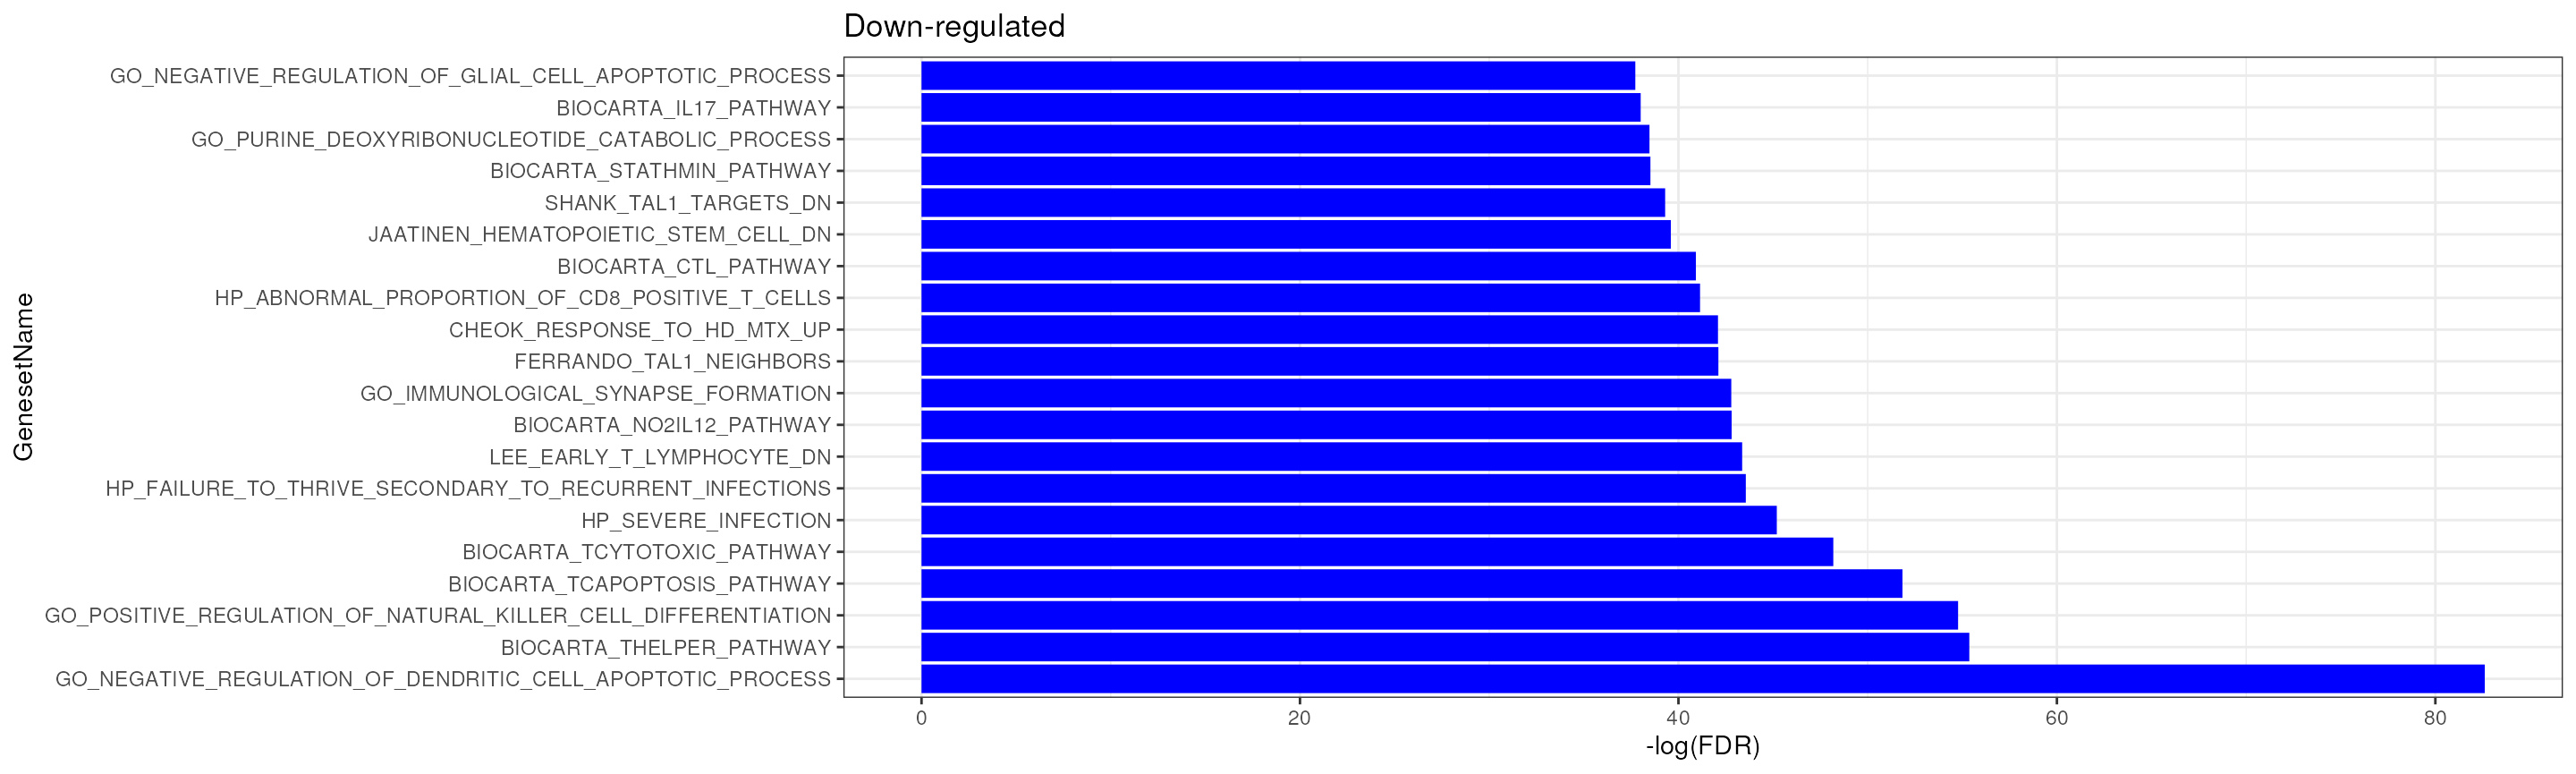 Down-regulated
GenesetName
GO_NEGATIVE_REGULATION_OF_GLIAL_CELL_APOPTOTIC_PROCESS
BIOCARTA_IL17_PATHWAY
GO_PURINE_DEOXYRIBONUCLEOTIDE_CATABOLIC_PROCESS
BIOCARTA_STATHMIN_PATHWAY
SHANK_TAL1_TARGETS_DN
JAATINEN_HEMATOPOIETIC_STEM_CELL_DN
BIOCARTA_CTL_PATHWAY
HP_ABNORMAL_PROPORTION_OF_CD8_POSITIVE_T_CELLS
CHEOK_RESPONSE_TO_HD_MTX_UP
FERRANDO_TAL1_NEIGHBORS
GO_IMMUNOLOGICAL_SYNAPSE_FORMATION
BIOCARTA_NO2IL12_PATHWAY
LEE_EARLY_T_LYMPHOCYTE_DN
HP_FAILURE_TO_THRIVE_SECONDARY_TO_RECURRENT_INFECTIONS
HP_SEVERE_INFECTION
BIOCARTA_TCYTOTOXIC_PATHWAY
BIOCARTA_TCAPOPTOSIS_PATHWAY
GO_POSITIVE_REGULATION_OF_NATURAL_KILLER_CELL_DIFFERENTIATION
BIOCARTA_THELPER_PATHWAY
GO_NEGATIVE_REGULATION_OF_DENDRITIC_CELL_APOPTOTIC_PROCESS
0 20 40 60 80
-log(FDR)